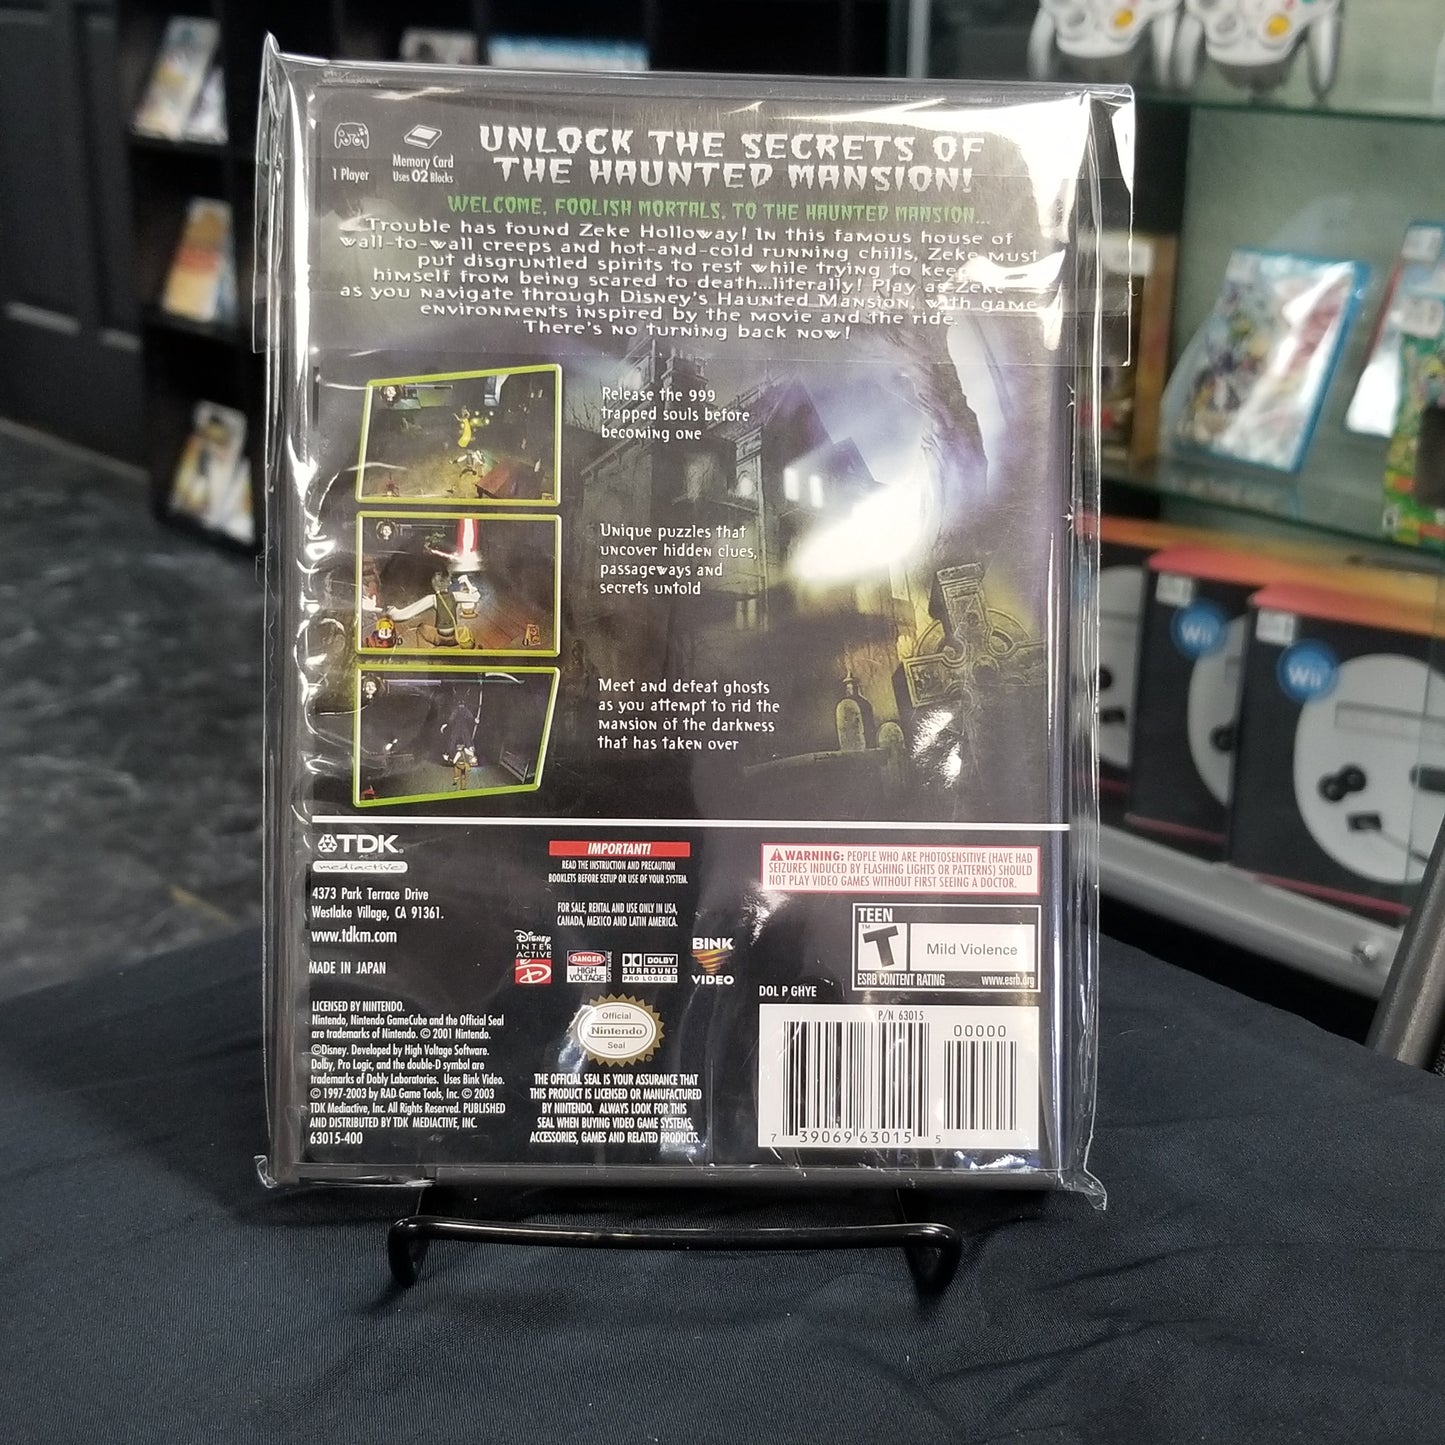 1 Player
Memory Card
Uses 02 Blocks
UNLOCK THE SECRETS OF
THE HAUNTED MANSION!
WELCOME, FOOLISH MORTALS, TO THE HAUNTED MANSION...
Trouble has found Zeke Holloway! In this famous house of
wall-to-wall creeps and hot-and-cold running chills, Zeke must
put disgruntled spirits to rest while trying to keep
himself from being scared to death...literally! Play as Zeke
as you navigate through Disney's Haunted Mansion, with game
environments inspired by the movie and the ride.
There's no turning back now!
Release the 999
trapped souls before
becoming one
Unique puzzles that
uncover hidden clues,
passageways and
secrets untold
Meet and defeat ghosts
as you attempt to rid the
mansion of the darkness
that has taken over
TDK®
mediactive
4373 Park Terrace Drive
Westlake Village, CA 91361.
www.tdkm.com
MADE IN JAPAN
LICENSED BY NINTENDO.
Nintendo, Nintendo GameCube and the Official Seal
are trademarks of Nintendo. © 2001 Nintendo.
©Disney. Developed by High Voltage Software.
Dolby, Pro Logic, and the double-D symbol are
trademarks of Dobly Laboratories. Uses Bink Video.
© 1997-2003 by RAD Game Tools, Inc. © 2003
TDK Mediactive, Inc. All Rights Reserved. PUBLISHED
AND DISTRIBUTED BY TDK MEDIACTIVE, INC.
63015-400
IMPORTANT!
READ THE INSTRUCTION AND PRECAUTION
BOOKLETS BEFORE SETUP OR USE OF YOUR SYSTEM.
FOR SALE, RENTAL AND USE ONLY IN USA,
CANADA, MEXICO AND LATIN AMERICA.
Disney
INTER
ACTIVE
D
DANGER
HIGH
VOLTAGE
SOFTWARE
DOLBY
SURROUND
PRO LOGIC II
BINK
VIDEO
Official
Nintendo
Seal
THE OFFICIAL SEAL IS YOUR ASSURANCE THAT
THIS PRODUCT IS LICENSED OR MANUFACTURED
BY NINTENDO. ALWAYS LOOK FOR THIS
SEAL WHEN BUYING VIDEO GAME SYSTEMS,
ACCESSORIES, GAMES AND RELATED PRODUCTS.
WARNING: PEOPLE WHO ARE PHOTOSENSITIVE (HAVE HAD
SEIZURES INDUCED BY FLASHING LIGHTS OR PATTERNS) SHOULD
NOT PLAY VIDEO GAMES WITHOUT FIRST SEEING A DOCTOR.
TEEN
T™
Mild Violence
ESRB CONTENT RATING www.esrb.org
DOL P GHYE
P/N 63015
00000
7 39069 63015 5
Wii
Wii